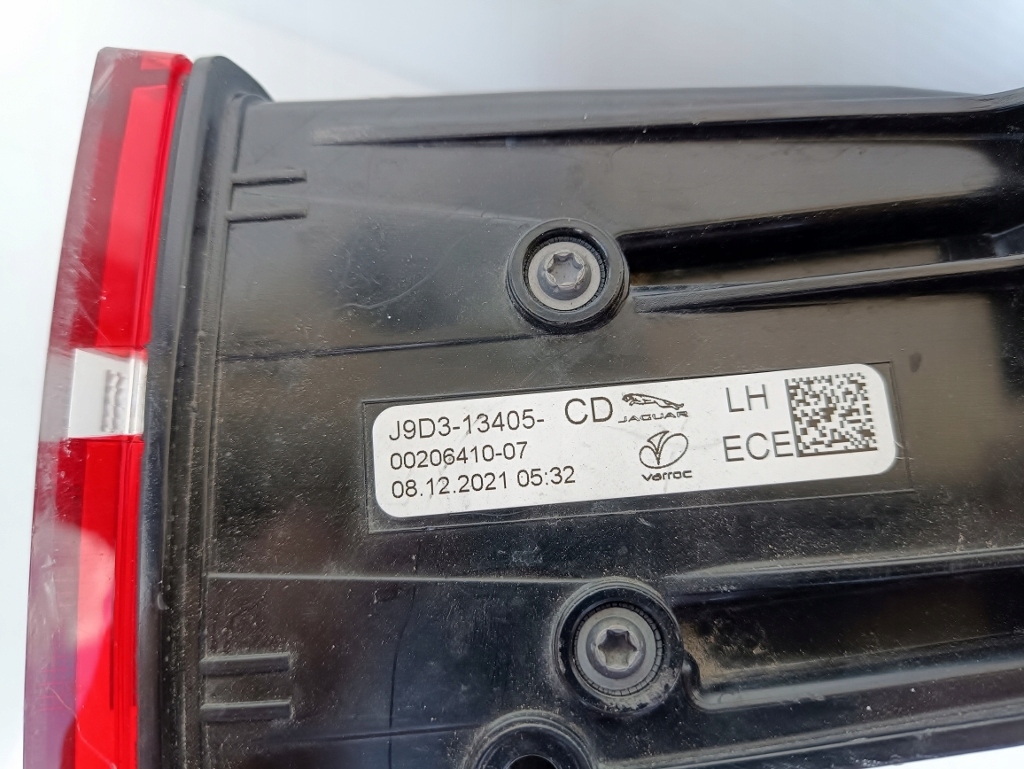 J9D3-13405- CD JAGUAR LH
00206410-07 varroc ECE
08.12.2021 05:32